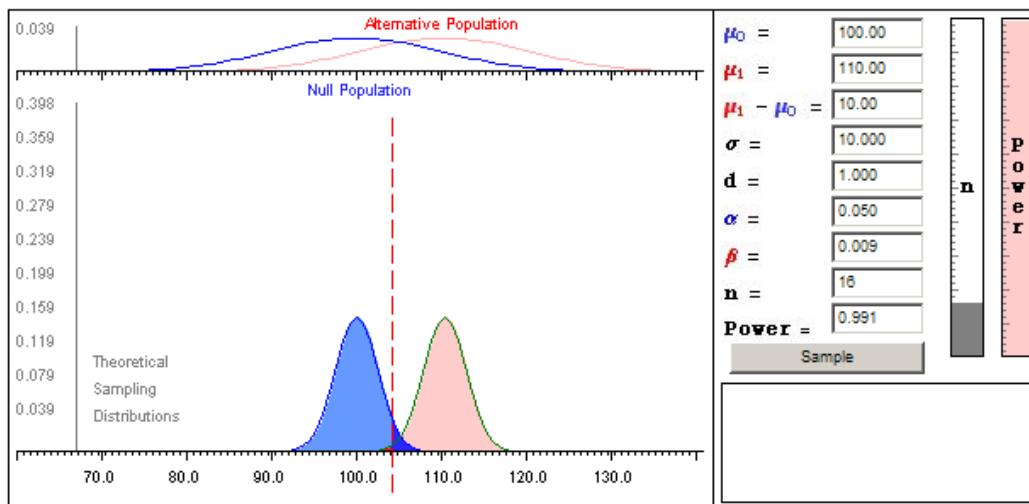 0.039
Alternative Population
Null Population
0.398
0.359
0.319
0.279
0.239
0.199
0.159
0.119
0.079
0.039
Theoretical
Sampling
Distributions
70.0 80.0 90.0 100.0 110.0 120.0 130.0
μ0 = 100.00
μ1 = 110.00
μ1 - μ0 = 10.00
σ = 10.000
d = 1.000
α = 0.050
β = 0.009
n = 16
Power = 0.991
Sample
n
Power